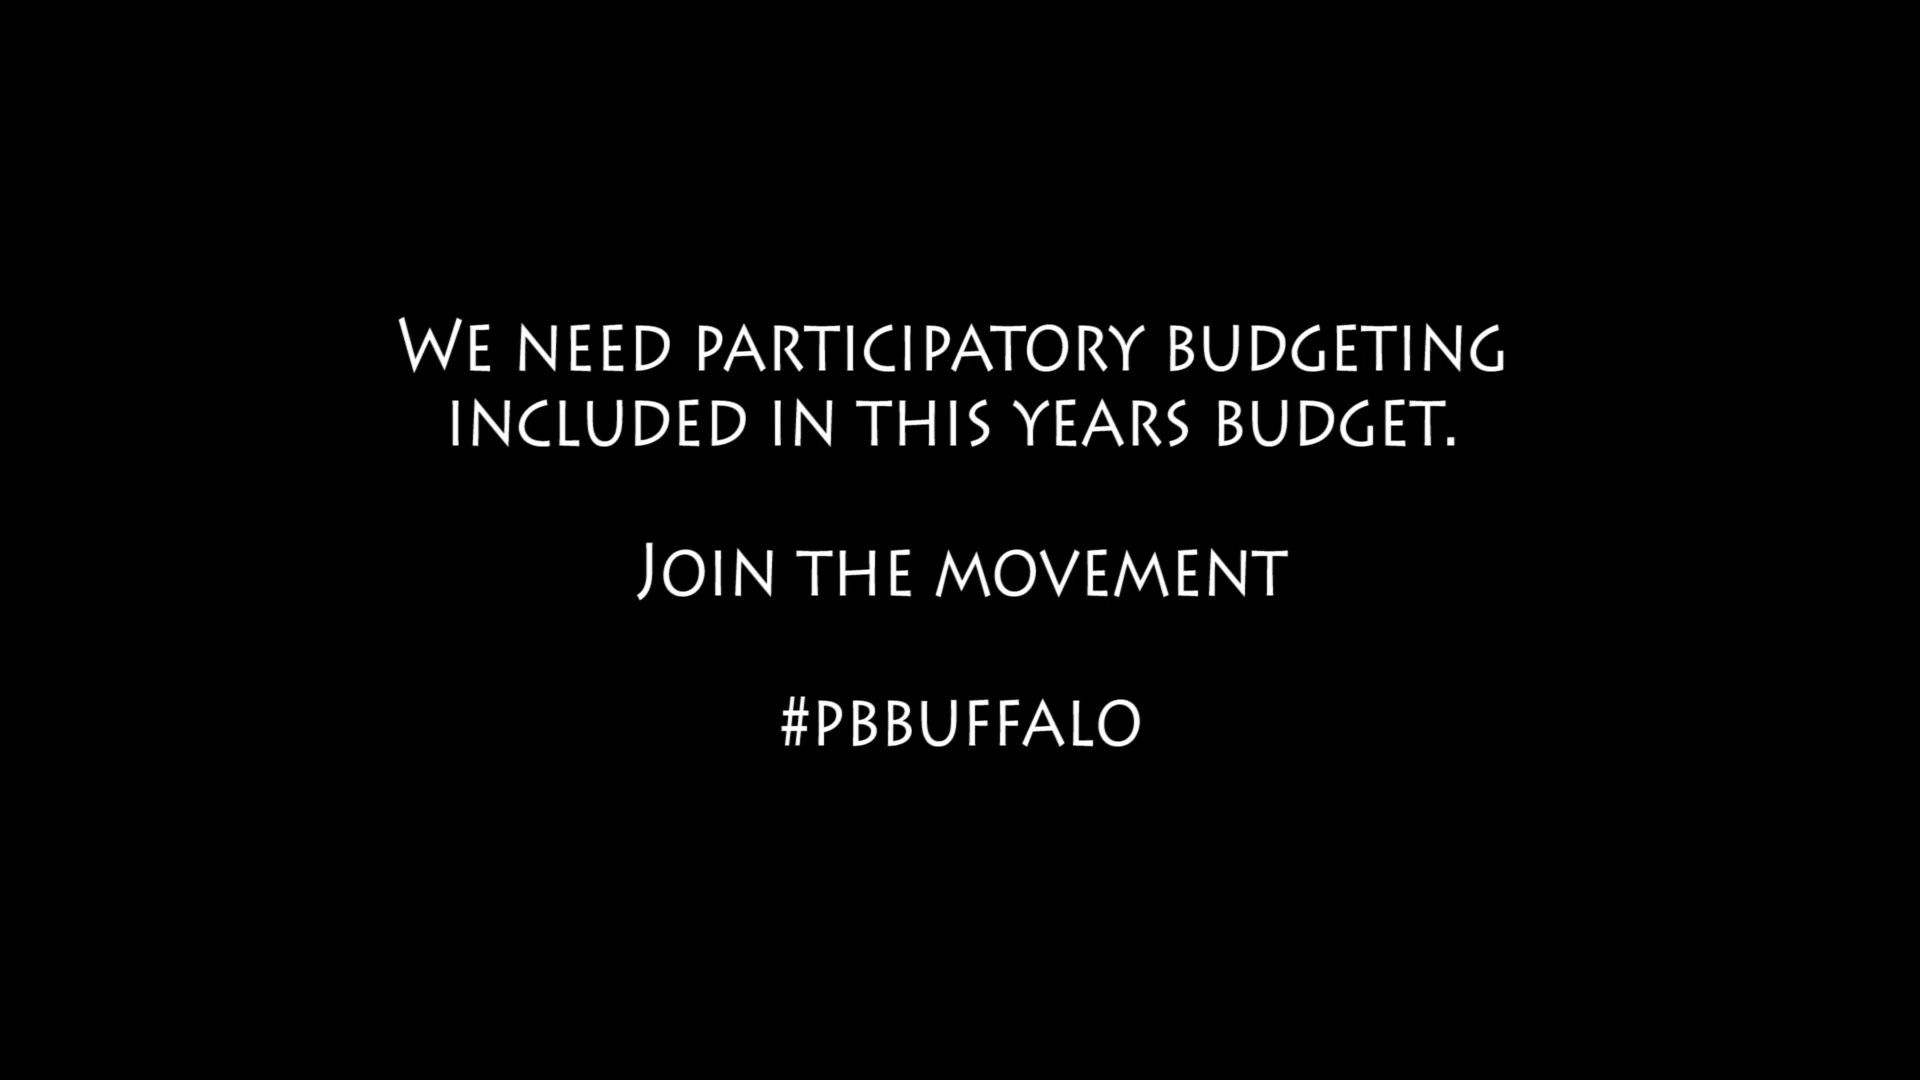 We need participatory budgeting
included in this years budget.
Join the movement
#PBBUFFALO